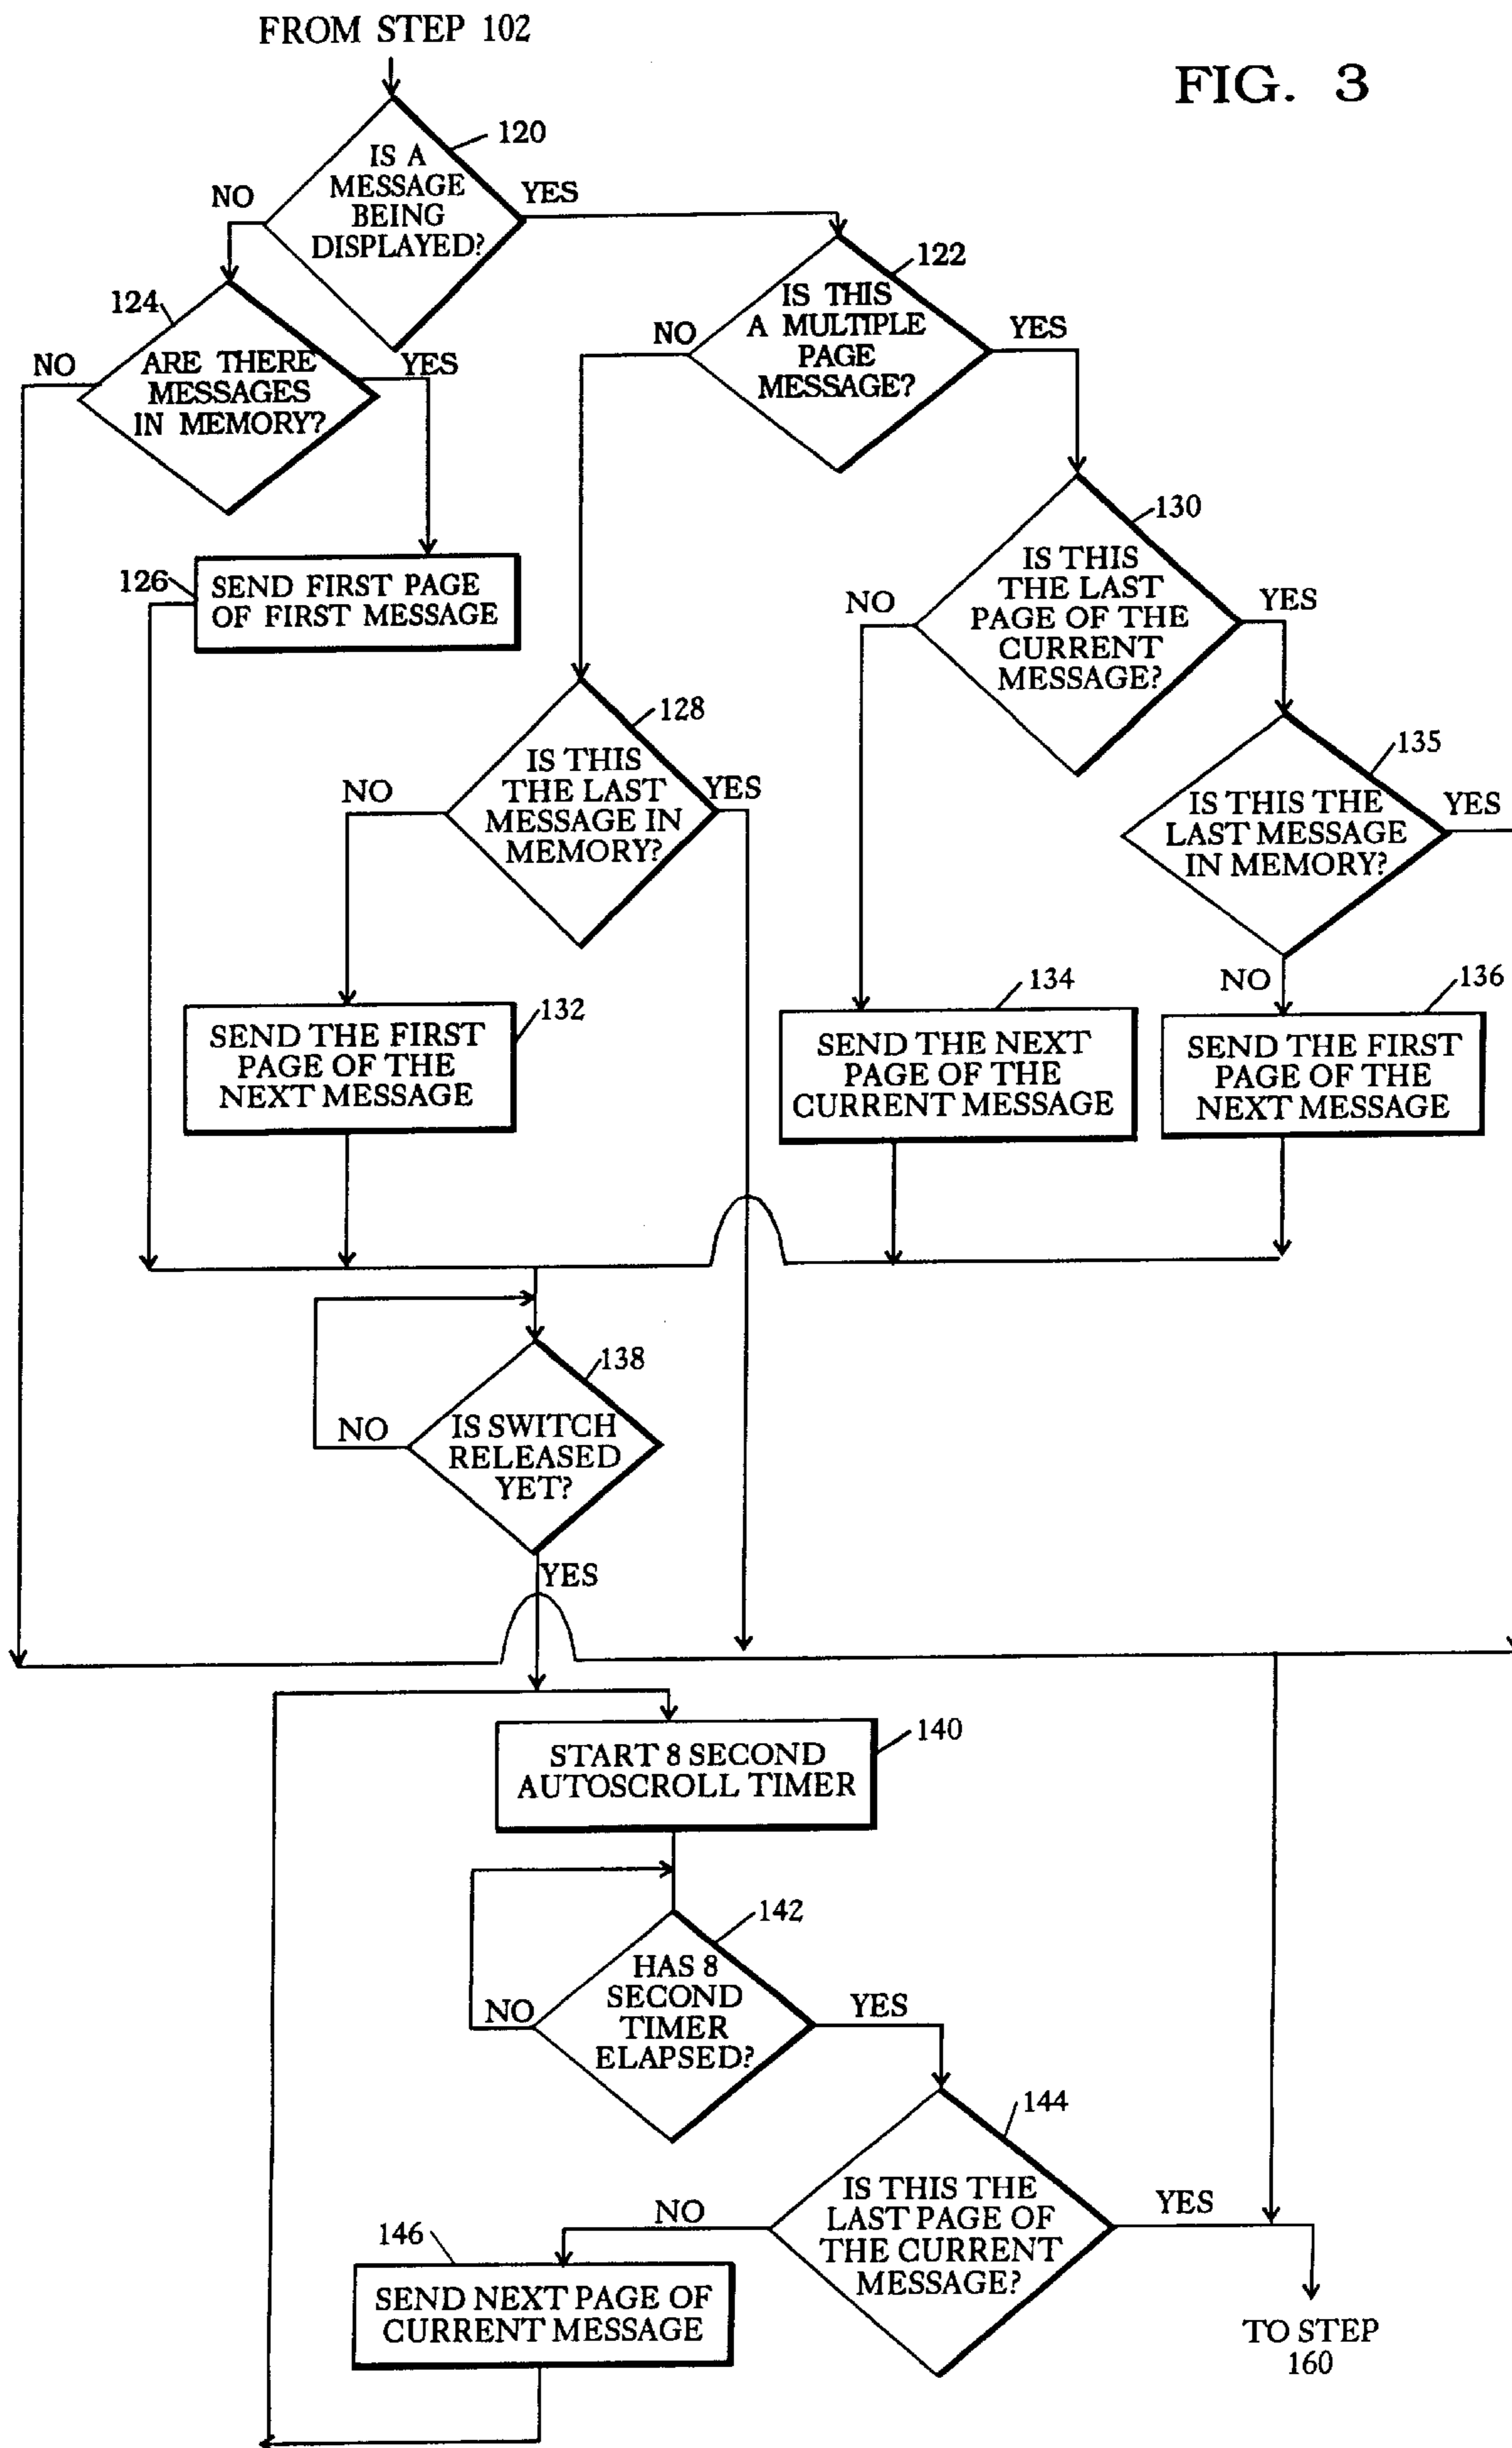 FROM STEP 102
FIG. 3
120
IS A
MESSAGE
BEING
DISPLAYED?
NO
YES
122
IS THIS
A MULTIPLE
PAGE
MESSAGE?
NO
YES
124
ARE THERE
MESSAGES
IN MEMORY?
NO
YES
126
SEND FIRST PAGE
OF FIRST MESSAGE
130
IS THIS
THE LAST
PAGE OF THE
CURRENT
MESSAGE?
NO
YES
128
IS THIS
THE LAST
MESSAGE IN
MEMORY?
NO
YES
135
IS THIS THE
LAST MESSAGE
IN MEMORY?
YES
NO
132
SEND THE FIRST
PAGE OF THE
NEXT MESSAGE
134
SEND THE NEXT
PAGE OF THE
CURRENT MESSAGE
136
SEND THE FIRST
PAGE OF THE
NEXT MESSAGE
138
IS SWITCH
RELEASED
YET?
NO
YES
140
START 8 SECOND
AUTOSCROLL TIMER
142
HAS 8
SECOND
TIMER
ELAPSED?
NO
YES
144
IS THIS THE
LAST PAGE OF
THE CURRENT
MESSAGE?
NO
YES
146
SEND NEXT PAGE OF
CURRENT MESSAGE
TO STEP
160